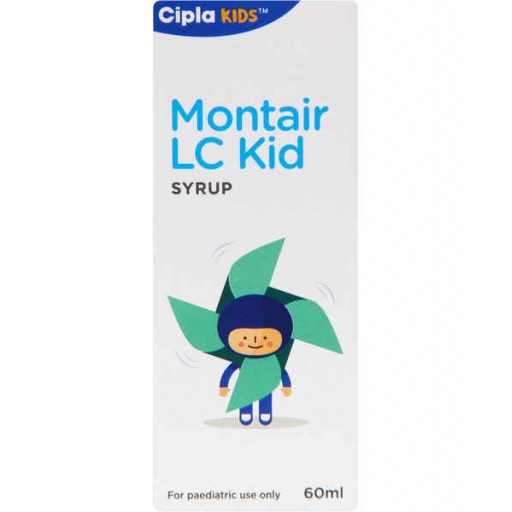 Cipla KIDS™
Montair
LC Kid
SYRUP
For paediatric use only 60ml